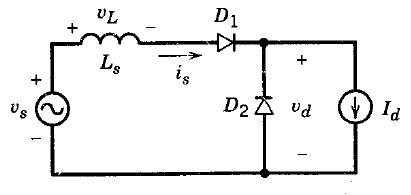 + v_L −
D_1
L_s
i_s
+
v_s
−
D_2
+
v_d
−
I_d